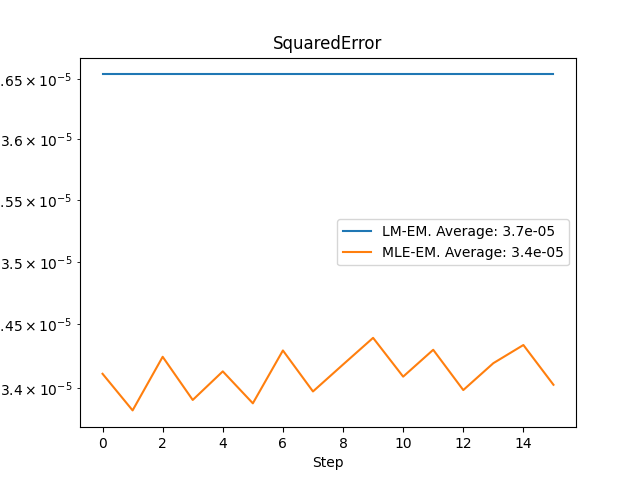 SquaredError
.65 × 10⁻⁵
3.6 × 10⁻⁵
.55 × 10⁻⁵
3.5 × 10⁻⁵
.45 × 10⁻⁵
3.4 × 10⁻⁵
LM-EM. Average: 3.7e-05
MLE-EM. Average: 3.4e-05
0 2 4 6 8 10 12 14
Step